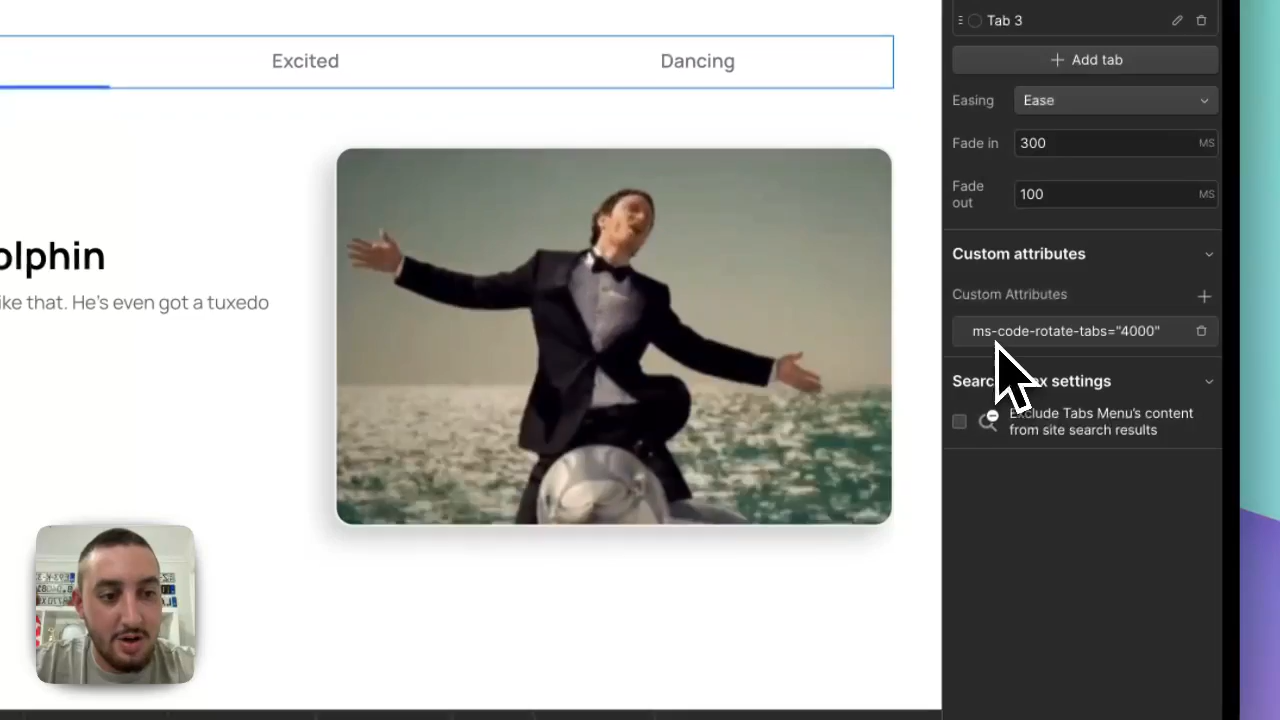 Tab 3
Excited
Dancing
Add tab
Easing
Ease
Fade in
300
MS
Fade
out
100
MS
olphin
ike that. He's even got a tuxedo
Custom attributes
Custom Attributes
ms-code-rotate-tabs="4000"
Searc x settings
Exclude Tabs Menu's content
from site search results